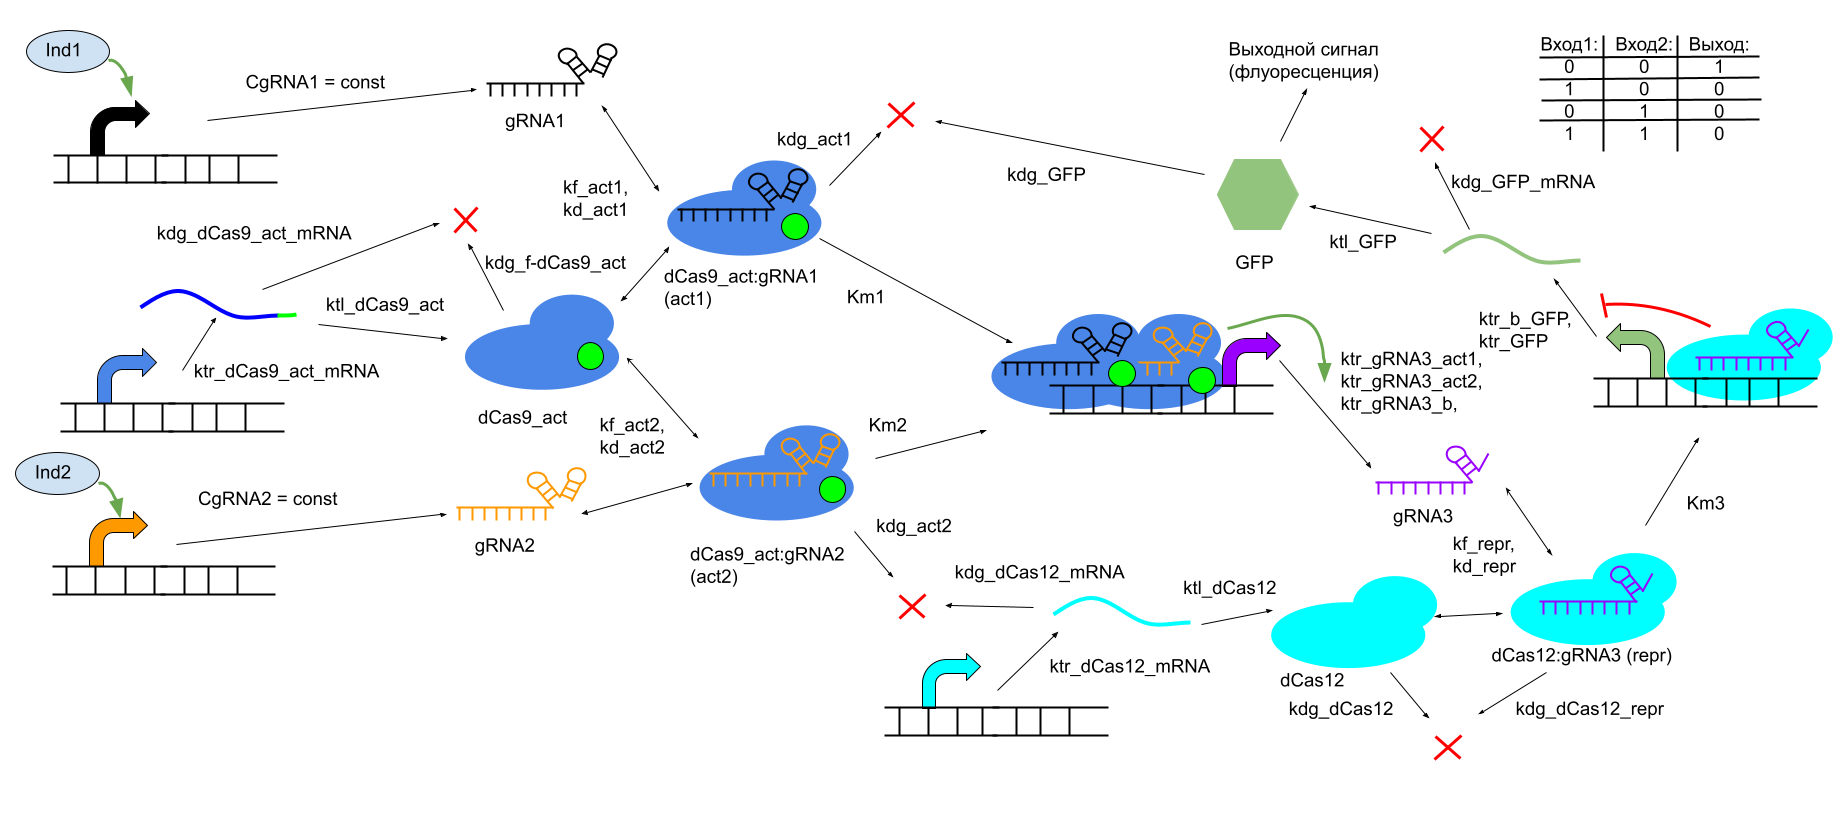 Ind1
CgRNA1 = const
gRNA1
kdg_act1
kf_act1,
kd_act1
kdg_dCas9_act_mRNA
kdg_f-dCas9_act
dCas9_act:gRNA1
(act1)
ktl_dCas9_act
ktr_dCas9_act_mRNA
dCas9_act
kf_act2,
kd_act2
Ind2
CgRNA2 = const
gRNA2
dCas9_act:gRNA2
(act2)
kdg_act2
Km1
Km2
Выходной сигнал
(флуоресценция)
kdg_GFP
GFP
ktl_GFP
kdg_GFP_mRNA
Вход1: Вход2: Выход:
0 0 1
1 0 0
0 1 0
1 1 0
ktr_b_GFP,
ktr_GFP
ktr_gRNA3_act1,
ktr_gRNA3_act2,
ktr_gRNA3_b,
gRNA3
Km3
kf_repr,
kd_repr
kdg_dCas12_mRNA
ktl_dCas12
ktr_dCas12_mRNA
dCas12
kdg_dCas12
dCas12:gRNA3 (repr)
kdg_dCas12_repr